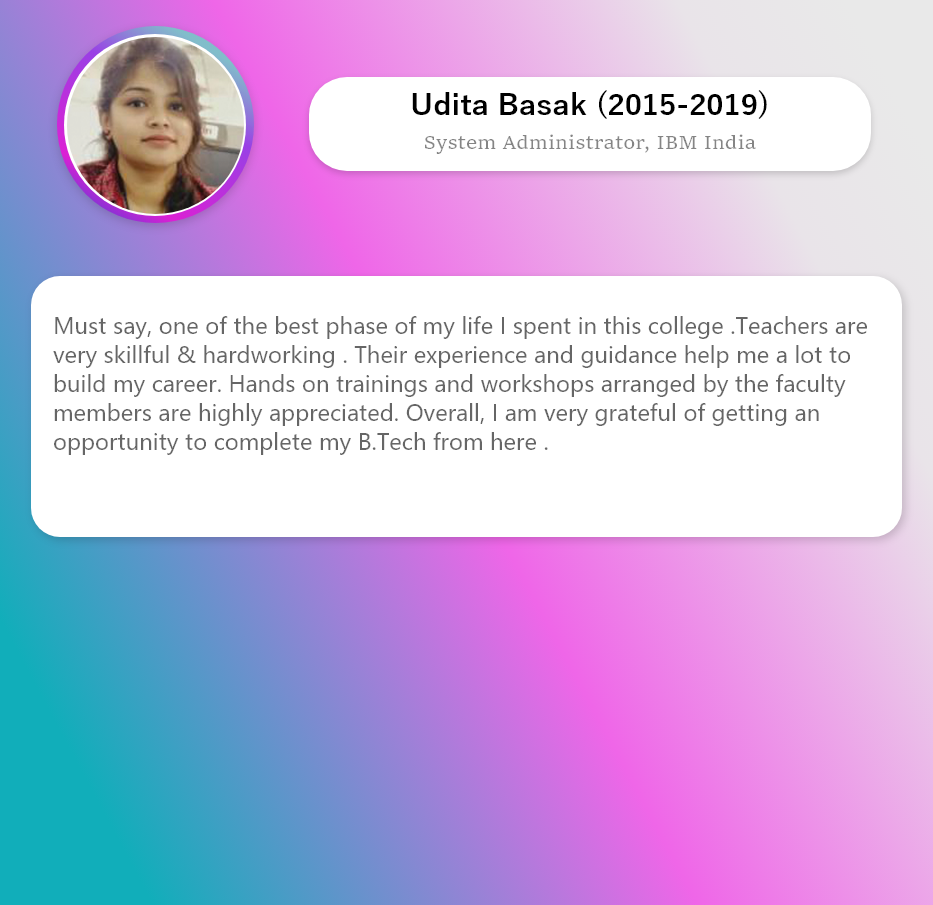 Udita Basak (2015-2019)
System Administrator, IBM India
Must say, one of the best phase of my life I spent in this college .Teachers are
very skillful & hardworking . Their experience and guidance help me a lot to
build my career. Hands on trainings and workshops arranged by the faculty
members are highly appreciated. Overall, I am very grateful of getting an
opportunity to complete my B.Tech from here .